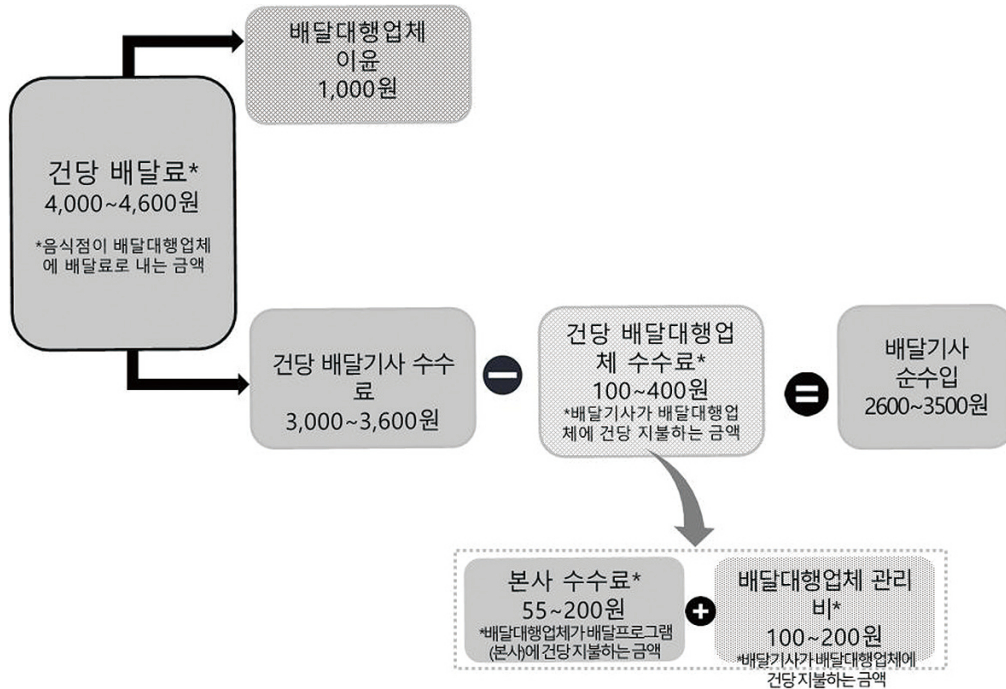 배달대행업체
이윤
1,000원
건당 배달료*
4,000~4,600원
*음식점이 배달대행업체
에 배달료로 내는 금액
건당 배달기사 수수
료
3,000~3,600원
건당 배달대행업
체 수수료*
100~400원
*배달기사가 배달대행업
체에 건당 지불하는 금액
배달기사
순수입
2600~3500원
본사 수수료*
55~200원
*배달대행업체가 배달프로그램
(본사)에 건당 지불하는 금액
배달대행업체 관리
비*
100~200원
*배달기사가 배달대행업체에
건당 지불하는 금액